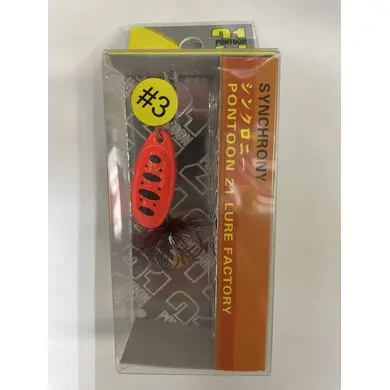 21
PONTOON
#3
SYNCHRONY
シンクロニー
PONTOON 21 LURE FACTORY